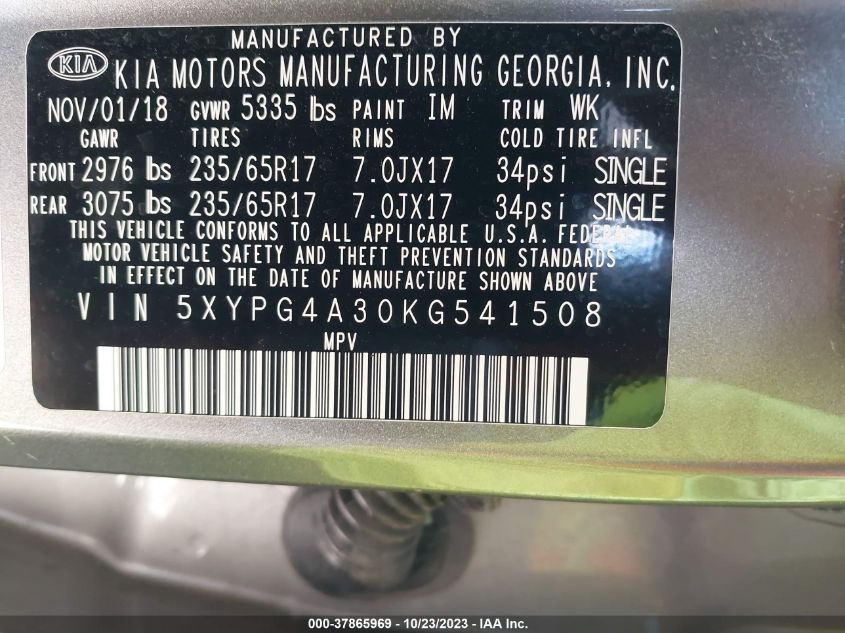 MANUFACTURED BY
KIA KIA MOTORS MANUFACTURING GEORGIA, INC.
NOV/01/18 GVWR 5335 lbs PAINT IM TRIM WK
GAWR TIRES RIMS COLD TIRE INFL
FRONT 2976 lbs 235/65R17 7.0JX17 34psi SINGLE
REAR 3075 lbs 235/65R17 7.0JX17 34psi SINGLE
THIS VEHICLE CONFORMS TO ALL APPLICABLE U.S.A. FEDERAL
MOTOR VEHICLE SAFETY AND THEFT PREVENTION STANDARDS
IN EFFECT ON THE DATE OF MANUFACTURE SHOWN ABOVE
VIN 5XYPG4A30KG541508
MPV
000-37865969 - 10/23/2023 - IAA Inc.